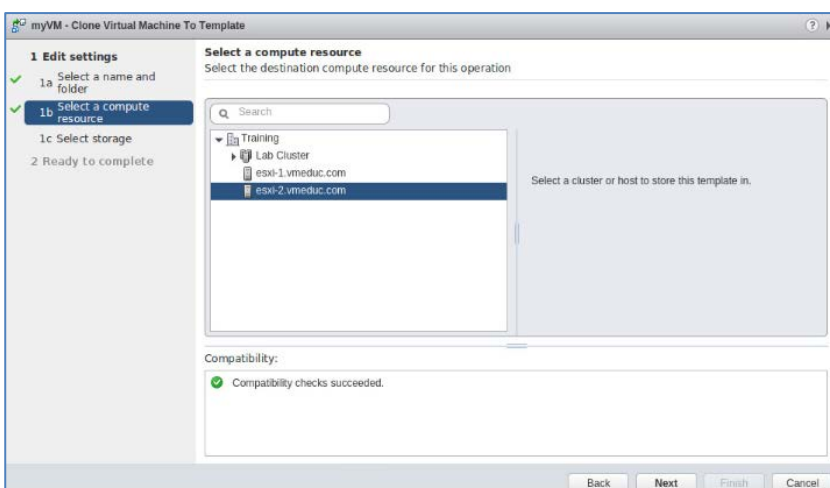 myVM - Clone Virtual Machine To Template
?
1 Edit settings
1a Select a name and
folder
1b Select a compute
resource
1c Select storage
2 Ready to complete
Select a compute resource
Select the destination compute resource for this operation
Search
Training
Lab Cluster
esxi-1.vmeduc.com
esxi-2.vmeduc.com
Select a cluster or host to store this template in.
Compatibility:
Compatibility checks succeeded.
Back Next Finish Cancel